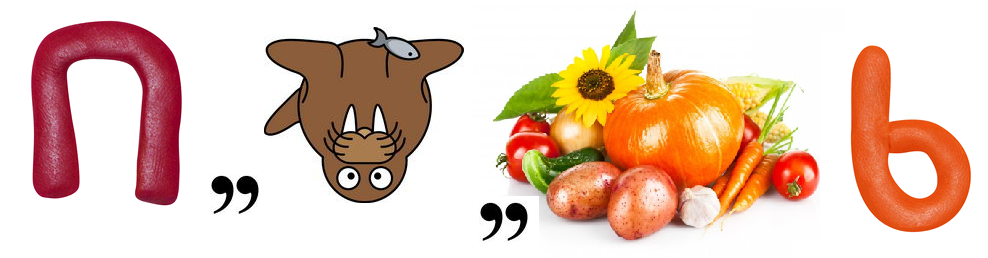 П ,, ,, Ь